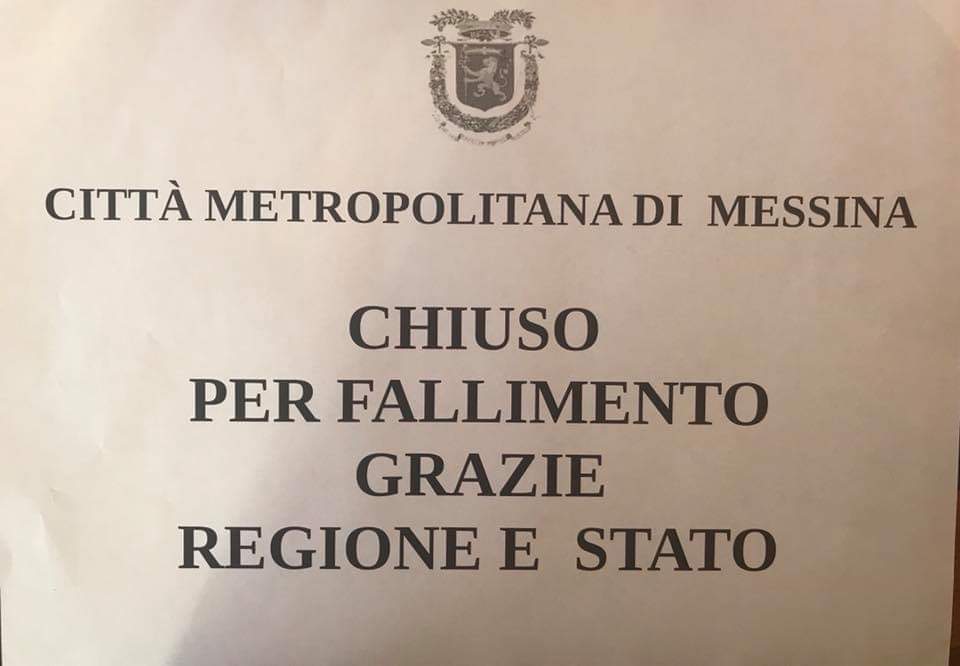 CITTÀ METROPOLITANA DI MESSINA
CHIUSO
PER FALLIMENTO
GRAZIE
REGIONE E STATO